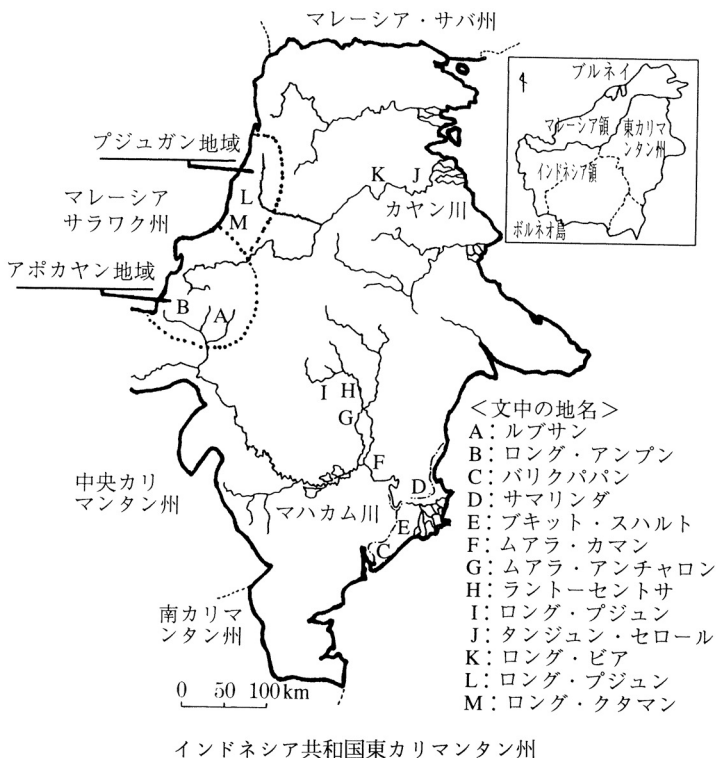 マレーシア・サバ州
プジュガン地域
マレーシア
サラワク州
アポカヤン地域
K
J
カヤン川
L
M
B
A
I
H
G
F
D
E
C
中央カリ
マンタン州
マハカム川
南カリマ
ンタン州
0 50 100km
ブルネイ
マレーシア領
東カリマ
ンタン州
インドネシア領
ボルネオ島
<文中の地名>
A:ルブサン
B:ロング・アンプン
C:バリクパパン
D:サマリンダ
E:ブキット・スハルト
F:ムアラ・カマン
G:ムアラ・アンチャロン
H:ラントーセントサ
I:ロング・プジュン
J:タンジュン・セロール
K:ロング・ビア
L:ロング・プジュン
M:ロング・クタマン
インドネシア共和国東カリマンタン州